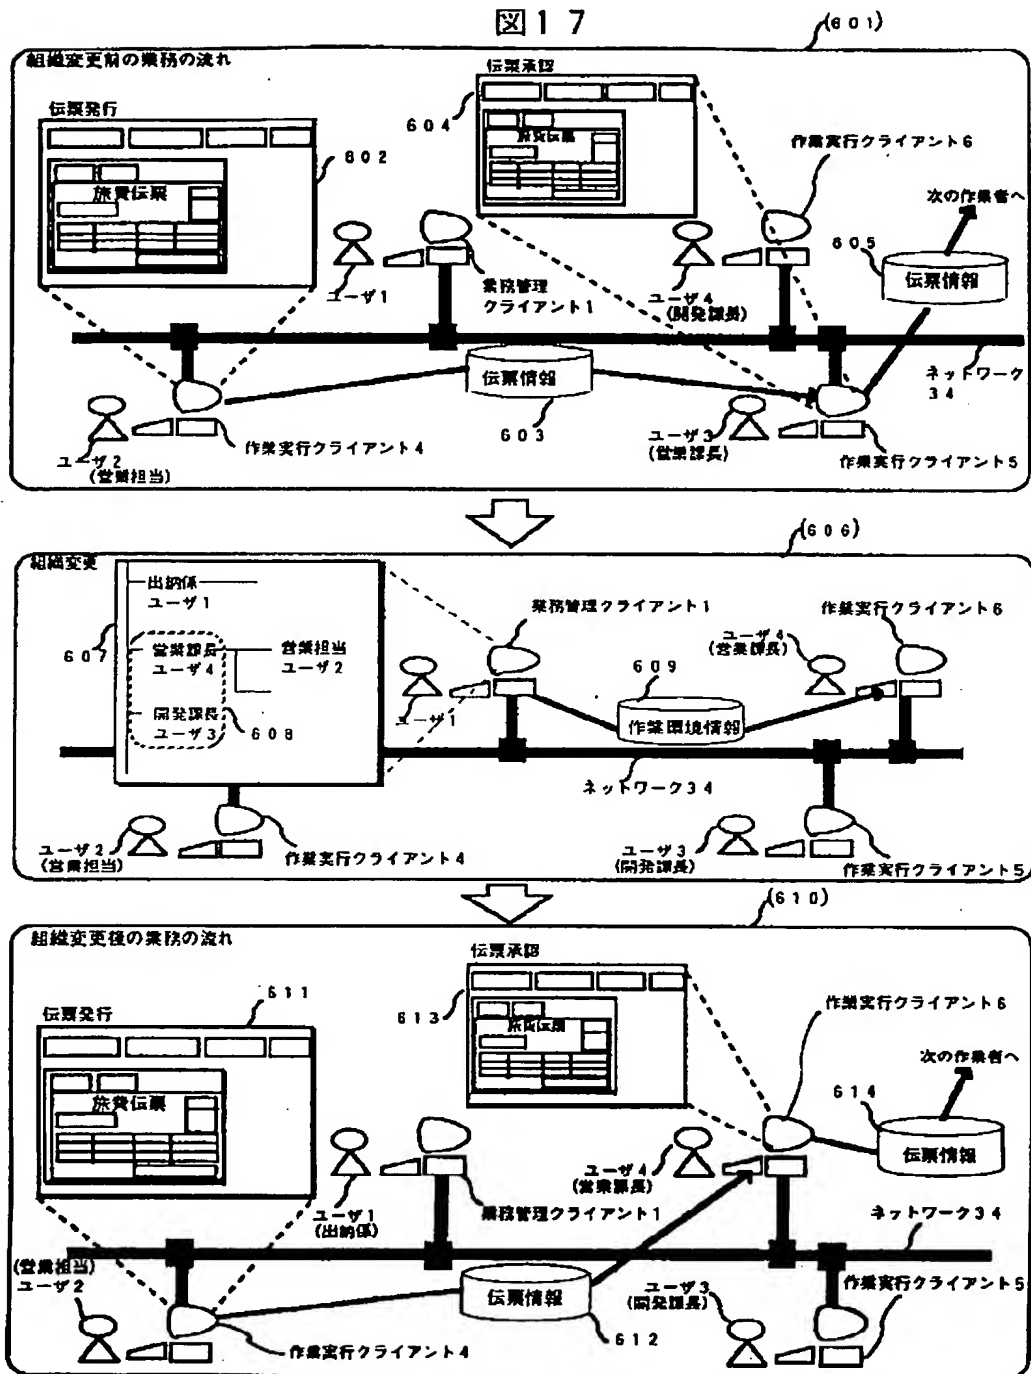 図17
(601)
組織変更前の業務の流れ
伝票発行
602
旅費伝票
伝票承認
604
旅費伝票
作業実行クライアント6
次の作業者へ
605
伝票情報
ユーザ1
業務管理
クライアント1
ユーザ4
(開発課長)
伝票情報
603
ネットワーク
34
ユーザ2
(営業担当)
作業実行クライアント4
ユーザ3
(営業課長)
作業実行クライアント5
(606)
組織変更
607
出納係
ユーザ1
営業課長
ユーザ4
営業担当
ユーザ2
開発課長
ユーザ3
608
業務管理クライアント1
作業実行クライアント6
ユーザ4
(営業課長)
609
ユーザ1
作業環境情報
ネットワーク34
ユーザ2
(営業担当)
作業実行クライアント4
ユーザ3
(開発課長)
作業実行クライアント5
(610)
組織変更後の業務の流れ
伝票発行
611
旅費伝票
伝票承認
613
旅費伝票
作業実行クライアント6
次の作業者へ
614
伝票情報
ユーザ1
(出納係)
業務管理クライアント1
ユーザ4
(営業課長)
ネットワーク34
(営業担当)
ユーザ2
作業実行クライアント4
伝票情報
612
ユーザ3
(開発課長)
作業実行クライアント5